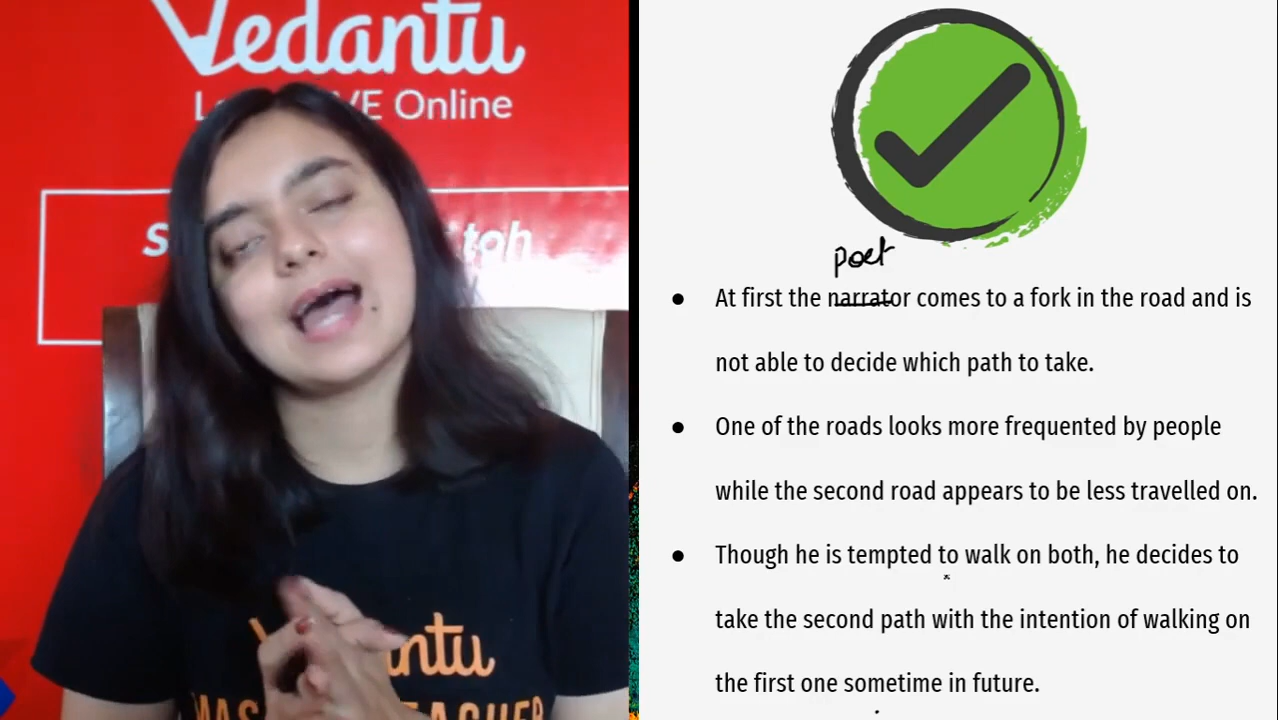 Vedantu
VE Online
toh
poet
● At first the narrator comes to a fork in the road and is
not able to decide which path to take.
● One of the roads looks more frequented by people
while the second road appears to be less travelled on.
● Though he is tempted to walk on both, he decides to
take the second path with the intention of walking on
the first one sometime in future.